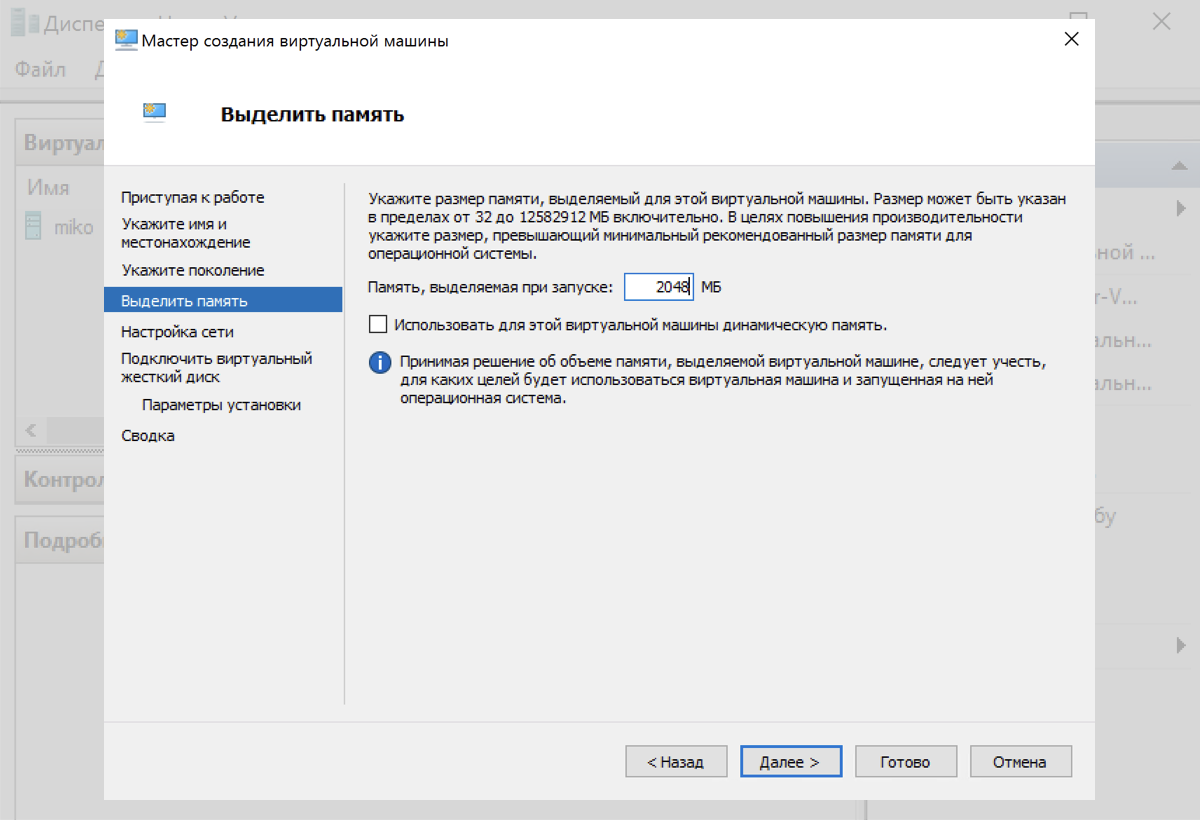 Файл
Имя
miko
ной ...
r-V...
альн...
альн...
бу
Мастер создания виртуальной машины
Выделить память
Приступая к работе
Укажите имя и
местонахождение
Укажите поколение
Выделить память
Настройка сети
Подключить виртуальный
жесткий диск
Параметры установки
Сводка
Укажите размер памяти, выделяемый для этой виртуальной машины. Размер может быть указан
в пределах от 32 до 12582912 МБ включительно. В целях повышения производительности
укажите размер, превышающий минимальный рекомендованный размер памяти для
операционной системы.
Память, выделяемая при запуске: 2048 МБ
Использовать для этой виртуальной машины динамическую память.
Принимая решение об объеме памяти, выделяемой виртуальной машине, следует учесть,
для каких целей будет использоваться виртуальная машина и запущенная на ней
операционная система.
< Назад
Далее >
Готово
Отмена